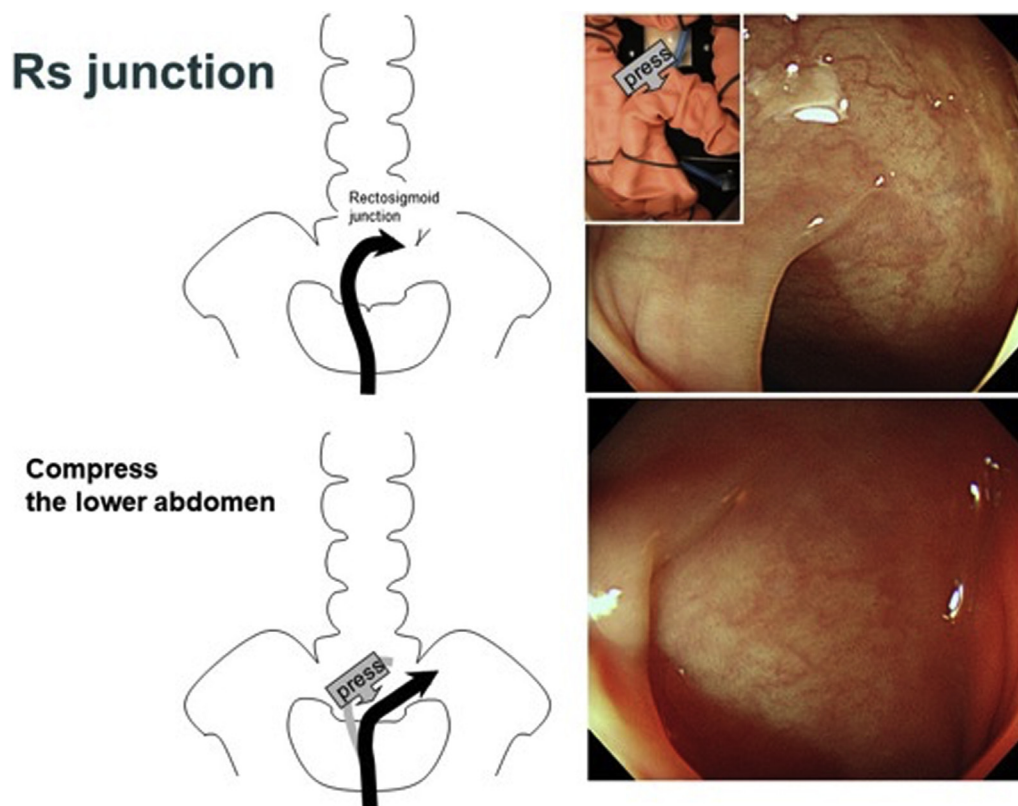 Rs junction
Rectosigmoid
junction
press
Compress
the lower abdomen
press